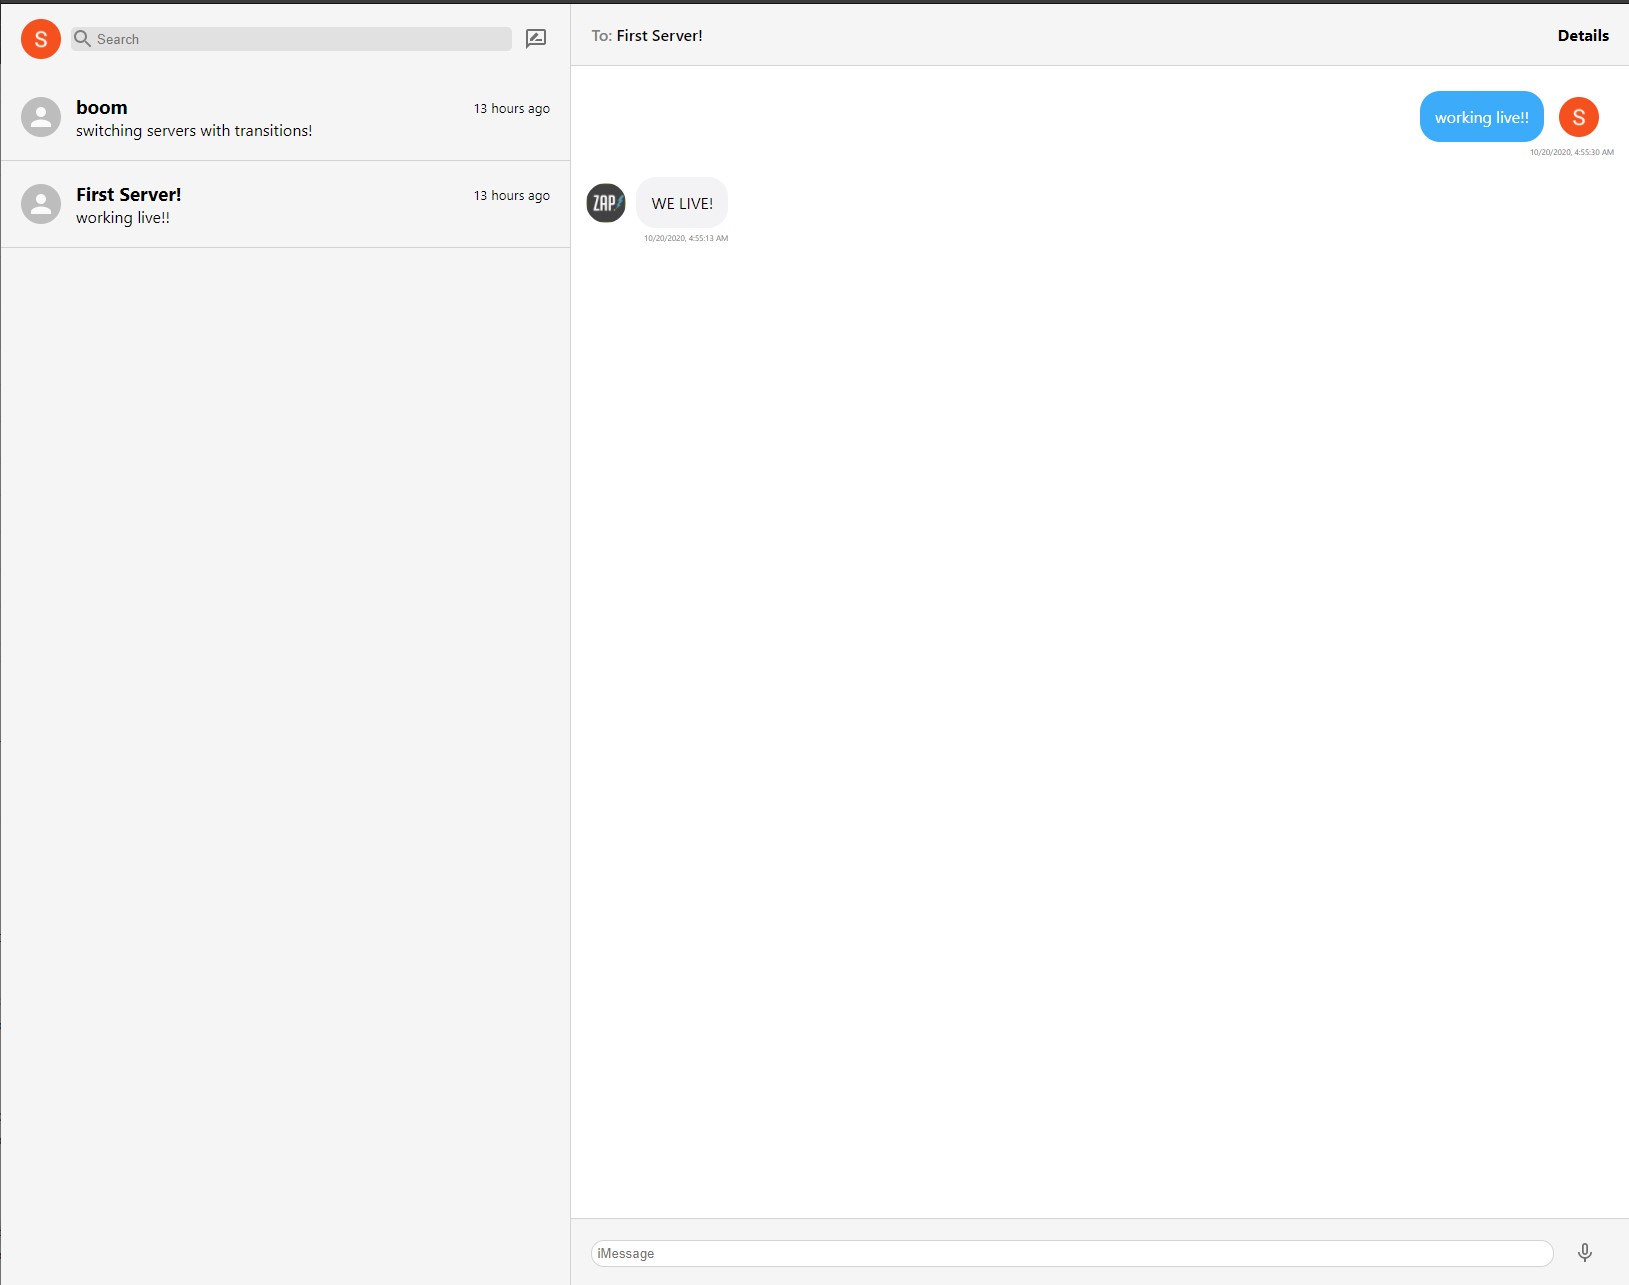 S
Search
boom
13 hours ago
switching servers with transitions!
First Server!
13 hours ago
working live!!
To: First Server!
Details
working live!!
S
10/20/2020, 4:55:30 AM
ZAP
WE LIVE!
10/20/2020, 4:55:13 AM
iMessage